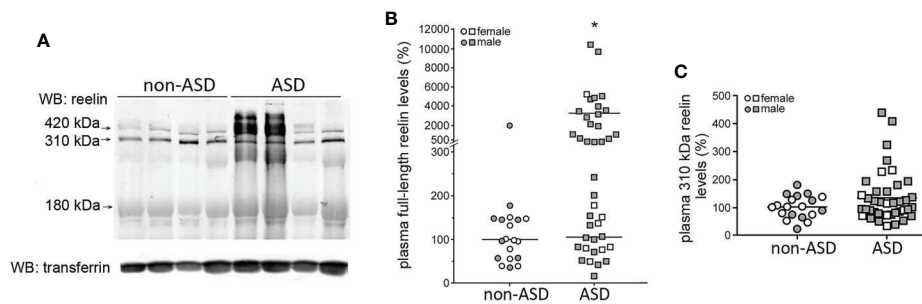 A
non-ASD ASD
WB: reelin
420 kDa
310 kDa
180 kDa
WB: transferrin
B
plasma full-length reelin levels (%)
female
male
*
12000
10000
8000
6000
4000
2000
500
300
200
100
0
non-ASD ASD
C
plasma 310 kDa reelin
levels (%)
female
male
500
400
300
200
100
0
non-ASD ASD